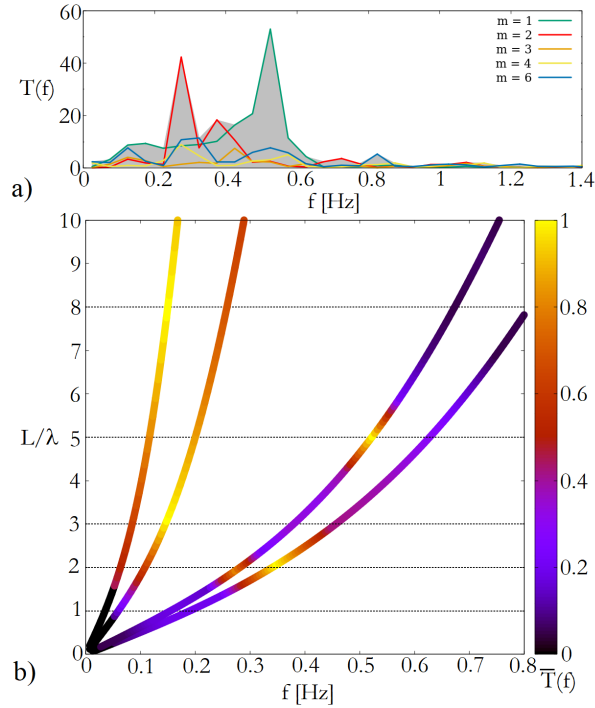 60
40
20
0
T(f)
m = 1
m = 2
m = 3
m = 4
m = 6
0 0.2 0.4 0.6 0.8 1 1.2 1.4
f [Hz]
a)
10
9
8
7
6
5
4
3
2
1
0
L/λ
0 0.1 0.2 0.3 0.4 0.5 0.6 0.7 0.8
f [Hz]
b)
1
0.8
0.6
0.4
0.2
0
T̅(f)